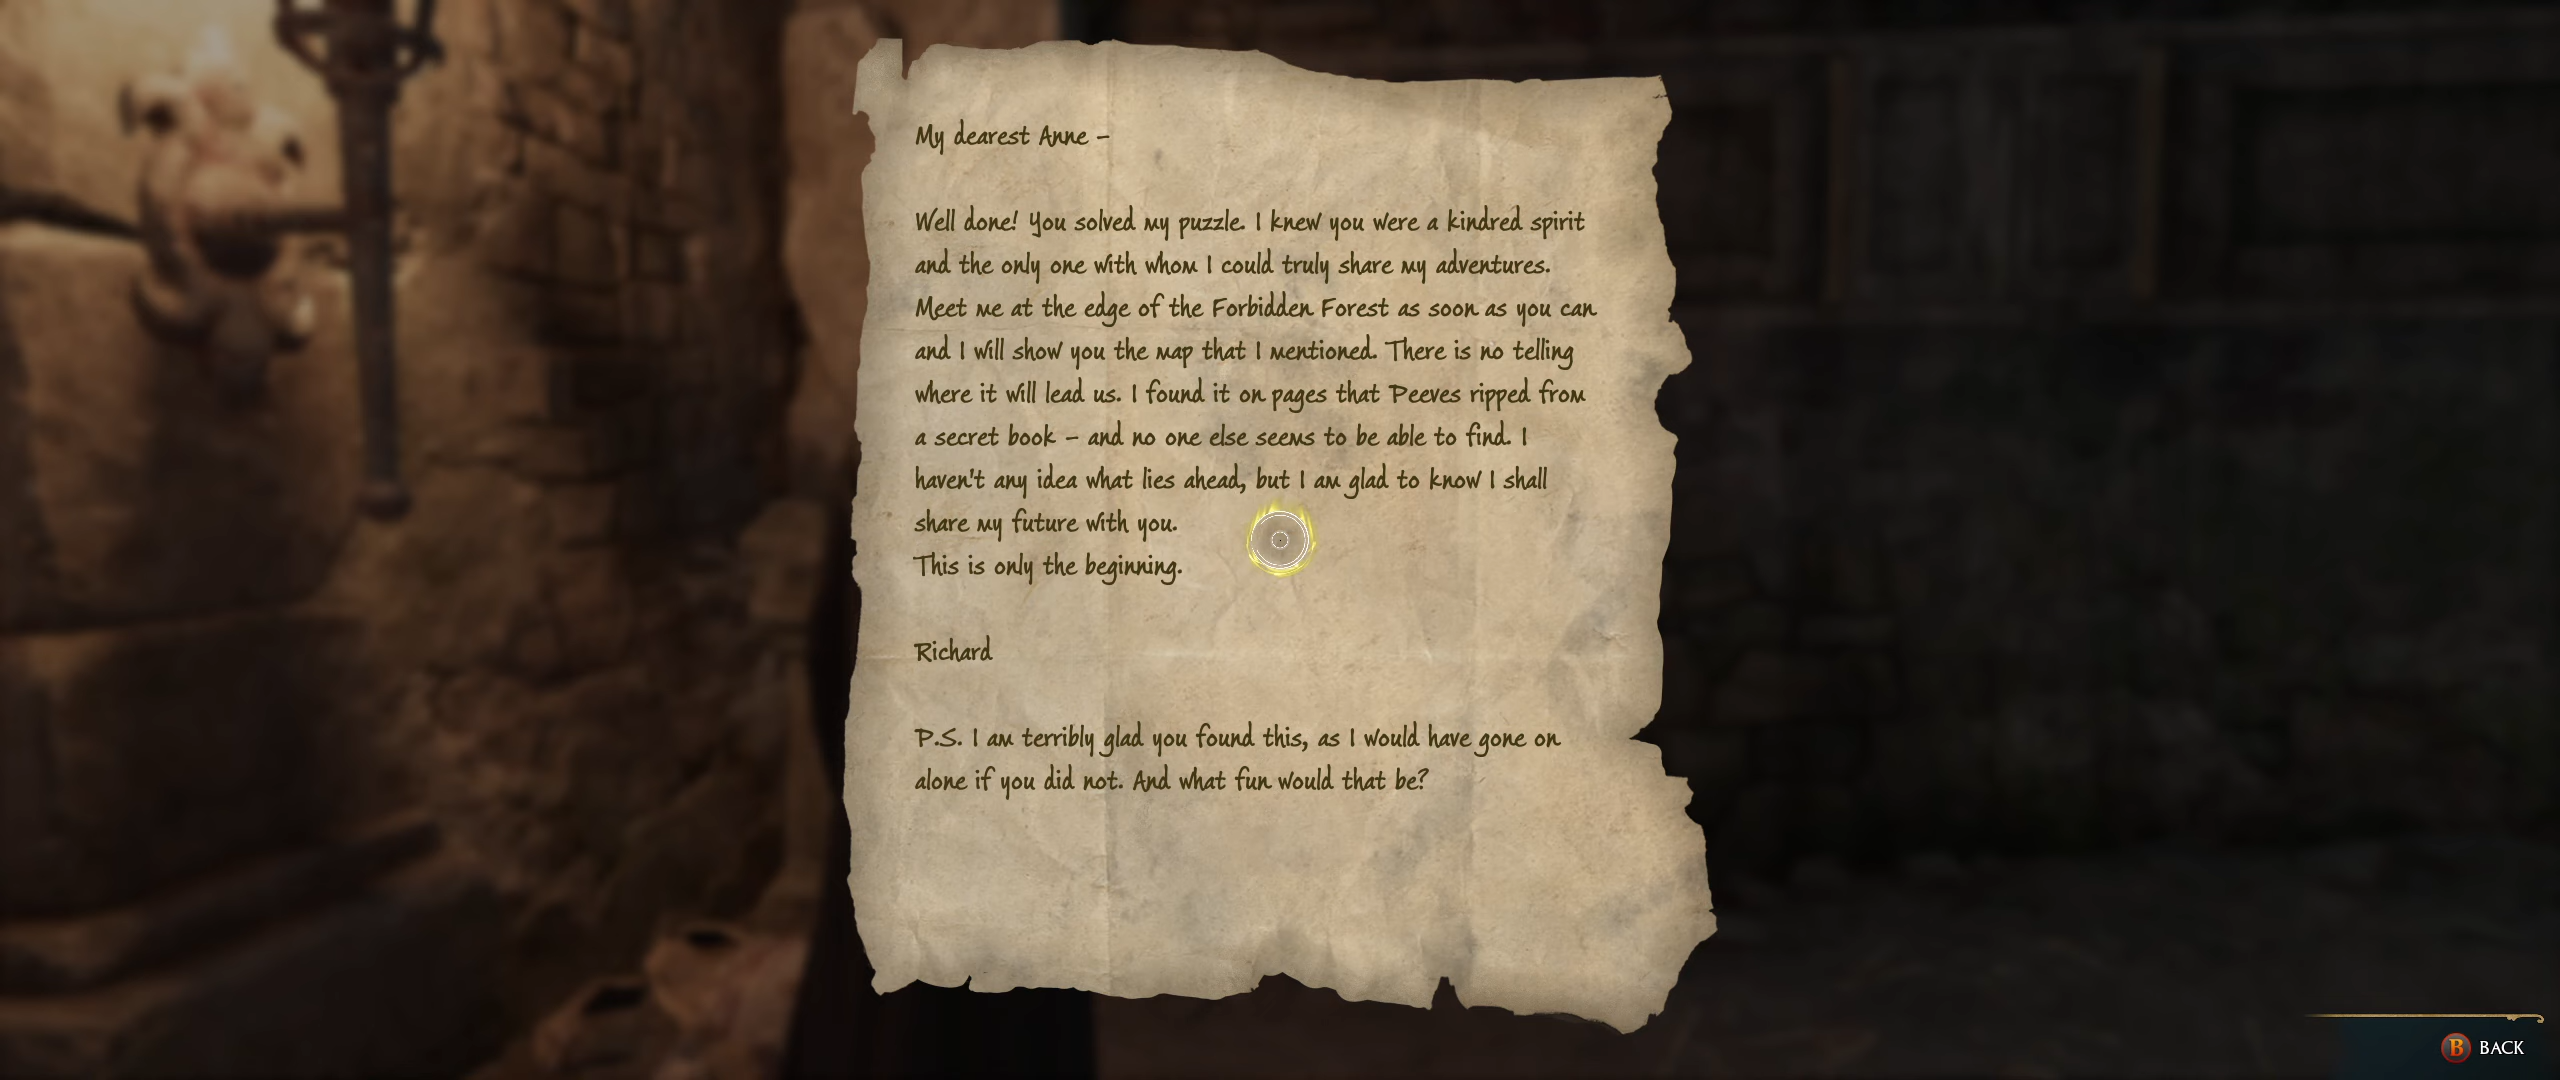 My dearest Anne –
Well done! You solved my puzzle. I knew you were a kindred spirit
and the only one with whom I could truly share my adventures.
Meet me at the edge of the Forbidden Forest as soon as you can
and I will show you the map that I mentioned. There is no telling
where it will lead us. I found it on pages that Peeves ripped from
a secret book – and no one else seems to be able to find. I
haven't any idea what lies ahead, but I am glad to know I shall
share my future with you.
This is only the beginning.
Richard
P.S. I am terribly glad you found this, as I would have gone on
alone if you did not. And what fun would that be?
B BACK